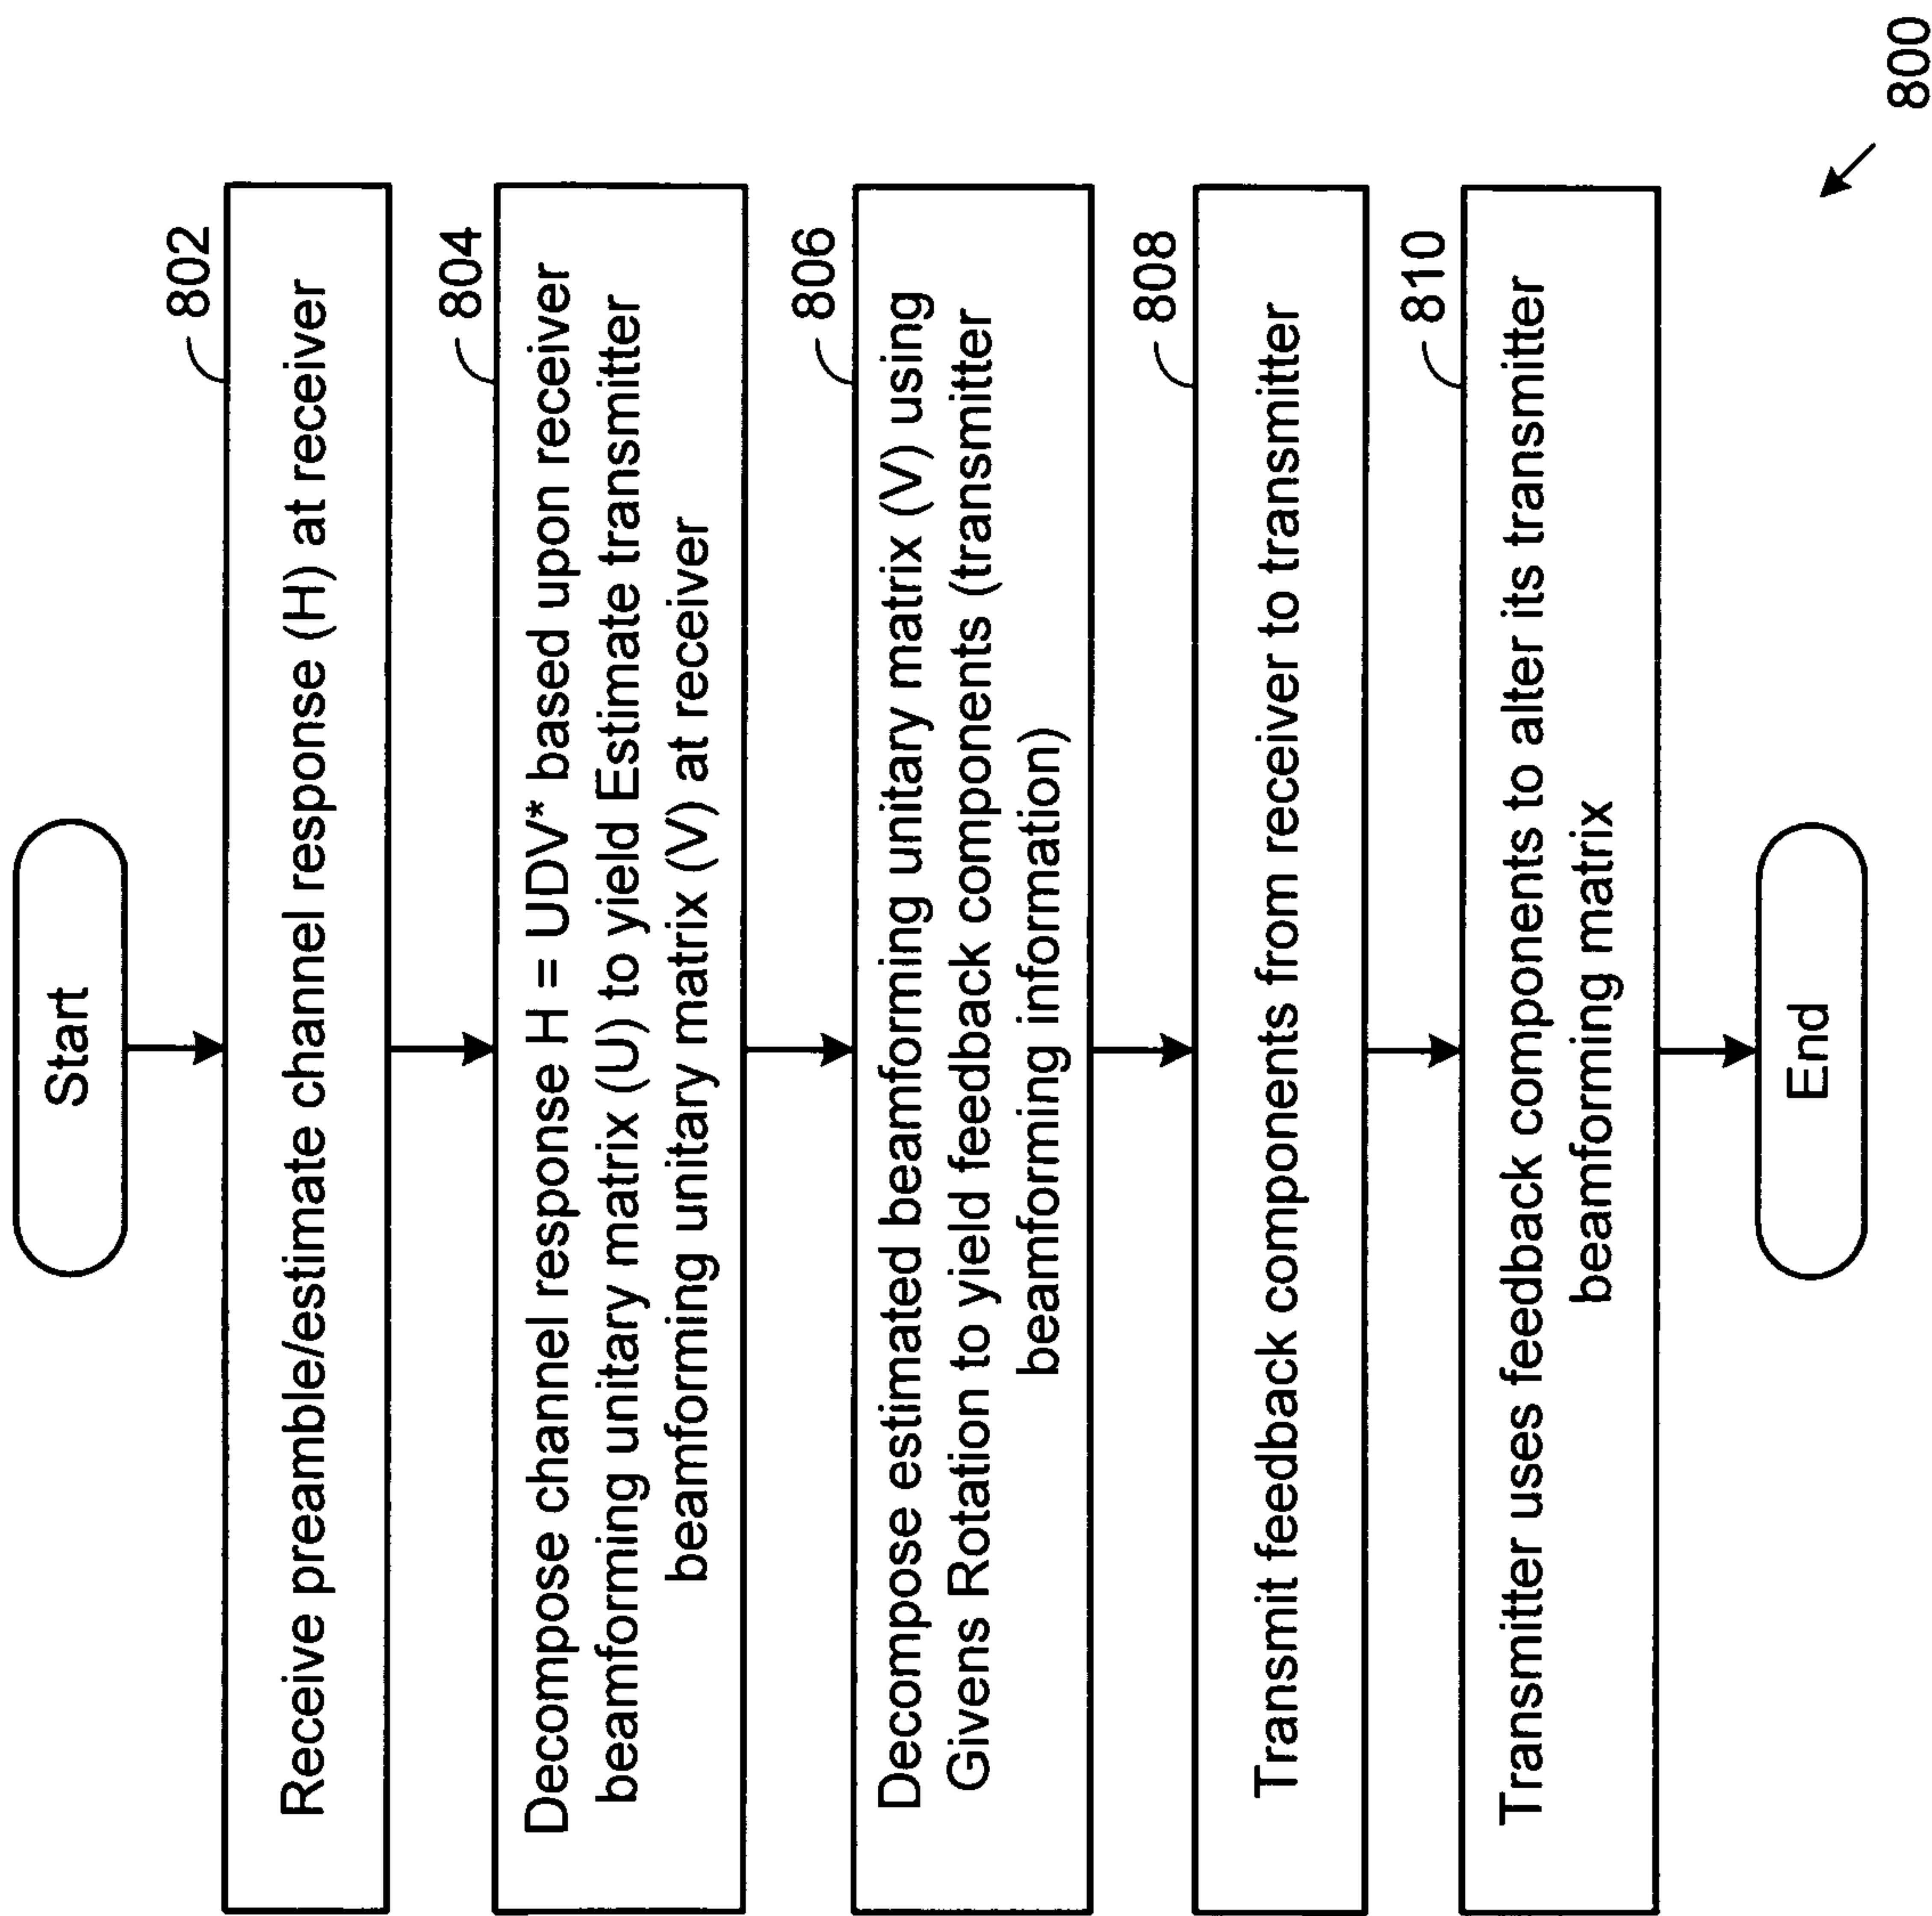 Start
802
Receive preamble/estimate channel response (H) at receiver
804
Decompose channel response H = UDV* based upon receiver
beamforming unitary matrix (U) to yield Estimate transmitter
beamforming unitary matrix (V) at receiver
806
Decompose estimated beamforming unitary matrix (V) using
Givens Rotation to yield feedback components (transmitter
beamforming information)
808
Transmit feedback components from receiver to transmitter
810
Transmitter uses feedback components to alter its transmitter
beamforming matrix
End
800